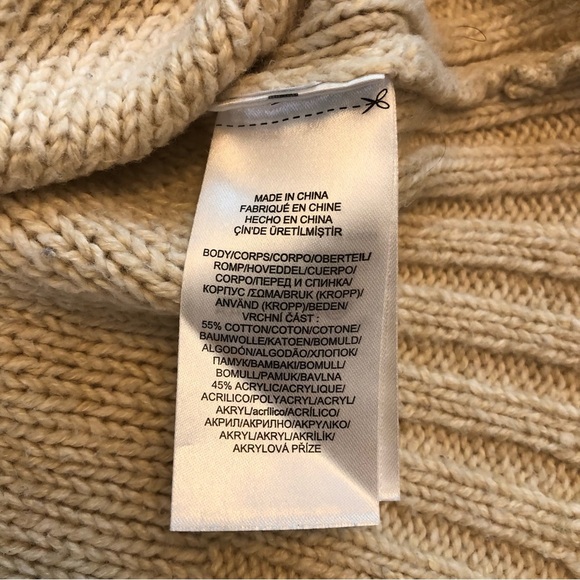 MADE IN CHINA
FABRIQUÉ EN CHINE
HECHO EN CHINA
ÇİN'DE ÜRETİLMİŞTİR
BODY/CORPS/CORPO/OBERTEIL/
ROMP/HOVEDDEL/CUERPO/
CORPO/ПЕРЕД И СПИНКА/
КОРПУС /ΣΩΜΑ/BRUK (KROPP)/
ANVÄND (KROPP)/BEDEN/
VRCHNÍ ČÁST :
55% COTTON/COTON/COTONE/
BAUMWOLLE/KATOEN/BOMULD/
ALGODÓN/ALGODÃO/ХЛОПОК/
ПАМУК/ΒΑΜΒΑΚΙ/BOMULL/
BOMULL/PAMUK/BAVLNA
45% ACRYLIC/ACRYLIQUE/
ACRILICO/POLYACRYL/ACRYL/
AKRYL/acrílico/ACRÍLICO/
АКРИЛ/АКРИЛНО/ΑΚΡΥΛΙΚΟ/
AKRYL/AKRYL/AKRİLİK/
AKRYLOVÁ PŘÍZE